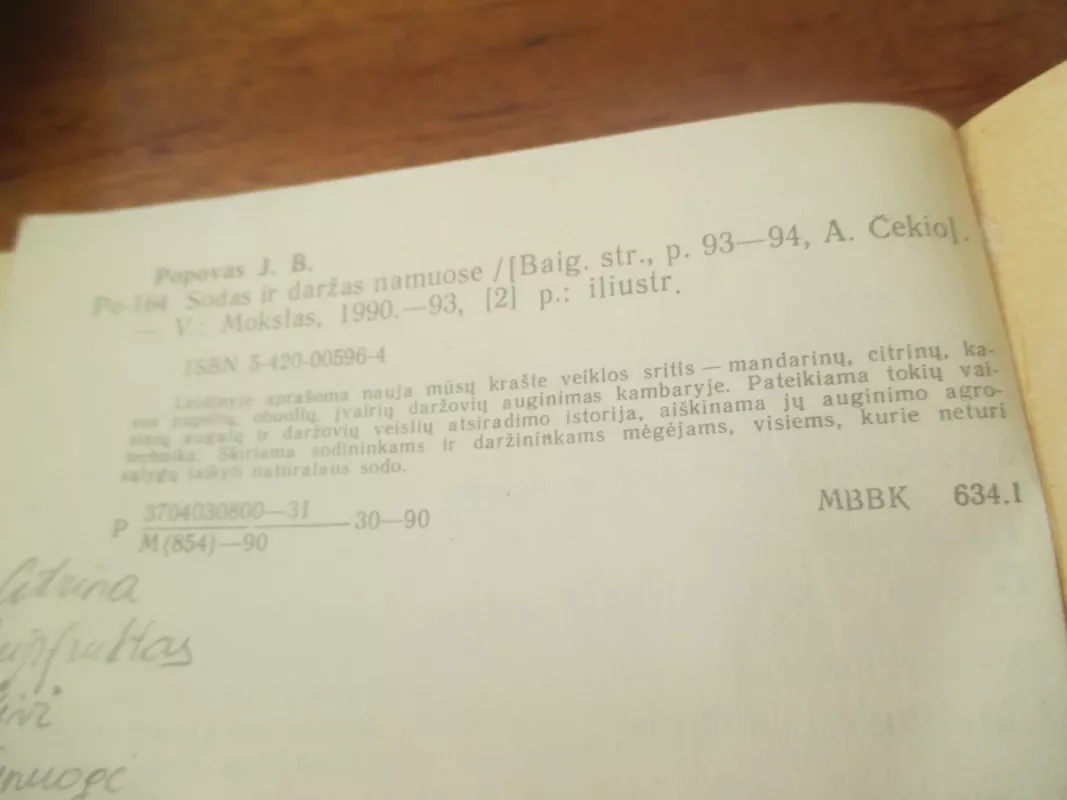 Popovas J. B.
Po-164 Sodas ir daržas namuose /[Baig. str., p. 93—94, A. Čekio].
— V.: Mokslas, 1990.—93, [2] p.: iliustr.
ISBN 5-420-00596-4
Leidinyje aprašoma nauja mūsų krašte veiklos sritis — mandarinų, citrinų, ka-
vos pupelių, obuolių, įvairių daržovių auginimas kambaryje. Pateikiama tokių vai-
sinių augalų ir daržovių veislių atsiradimo istorija, aiškinama jų auginimo agro-
technika. Skiriama sodininkams ir daržininkams mėgėjams, visiems, kurie neturi
sąlygų laikyti natūralaus sodo.
P 3704030800—31
M(854)—90
30—90
MBBK 634.1
Citrina